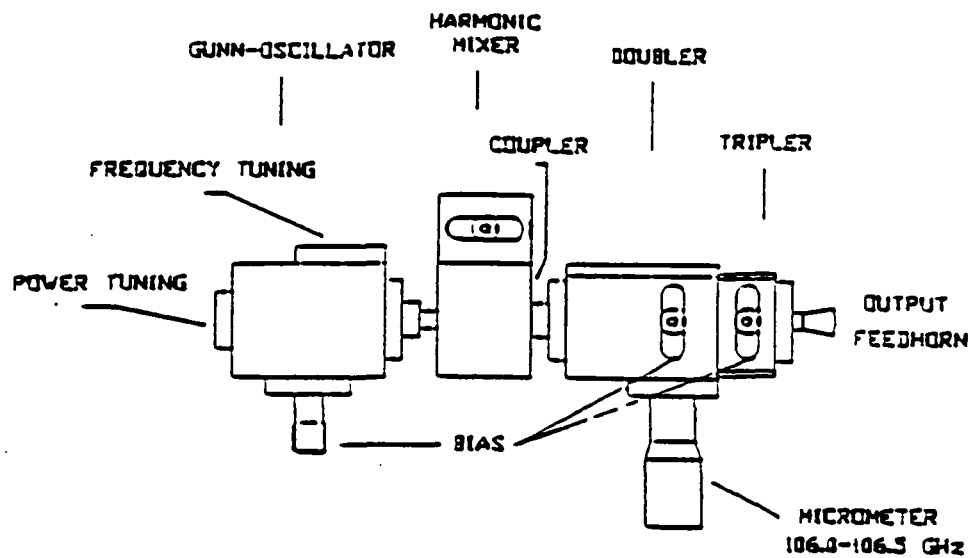 HARMONIC
MIXER
GUNN-OSCILLATOR
DOUBLER
COUPLER
TRIPLER
FREQUENCY TUNING
POWER TUNING
OUTPUT
FEEDHORN
BIAS
MICROMETER
106.0-106.5 GHz